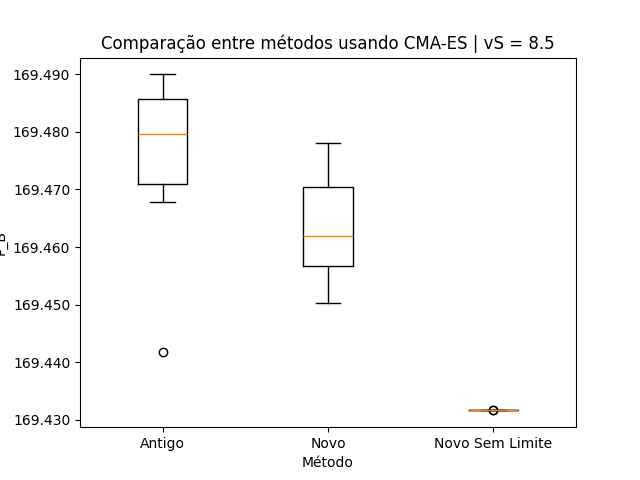 Comparação entre métodos usando CMA-ES | vS = 8.5
169.490
169.480
169.470
169.460
169.450
169.440
169.430
Antigo
Novo
Novo Sem Limite
Método